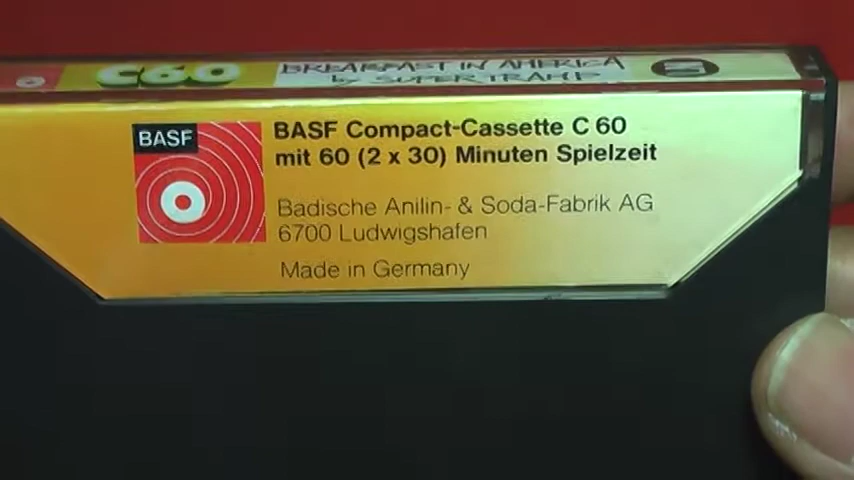 C60
BREAKFAST IN AMERICA
by SUPERTRAMP
BASF
BASF Compact-Cassette C 60
mit 60 (2 x 30) Minuten Spielzeit
Badische Anilin- & Soda-Fabrik AG
6700 Ludwigshafen
Made in Germany